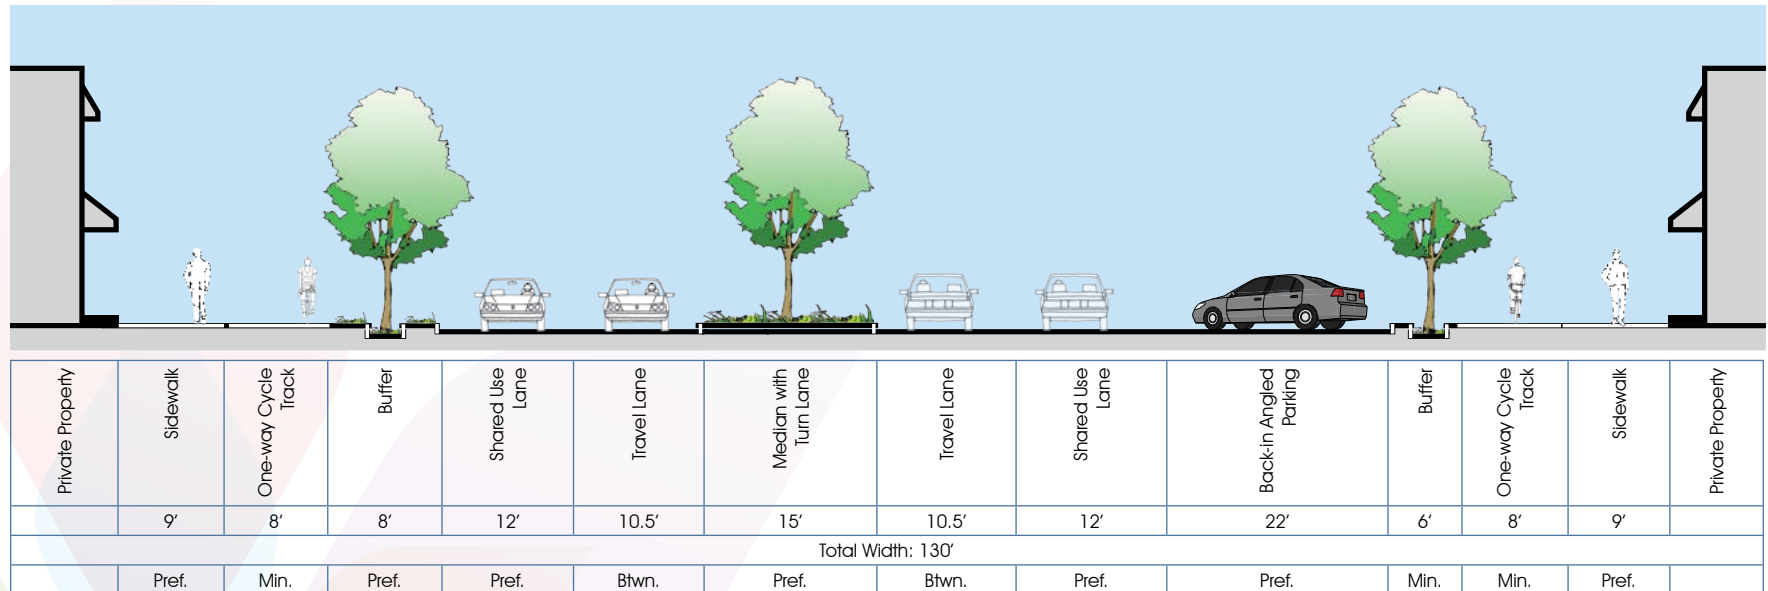 Private Property
Sidewalk
One-way Cycle
Track
Buffer
Shared Use
Lane
Travel Lane
Median with
Turn Lane
Travel Lane
Shared Use
Lane
Back-in Angled
Parking
Buffer
One-way Cycle
Track
Sidewalk
Private Property
9’ 8’ 8’ 12’ 10.5’ 15’ 10.5’ 12’ 22’ 6’ 8’ 9’
Total Width: 130’
Pref. Min. Pref. Pref. Btwn. Pref. Btwn. Pref. Pref. Min. Min. Pref.